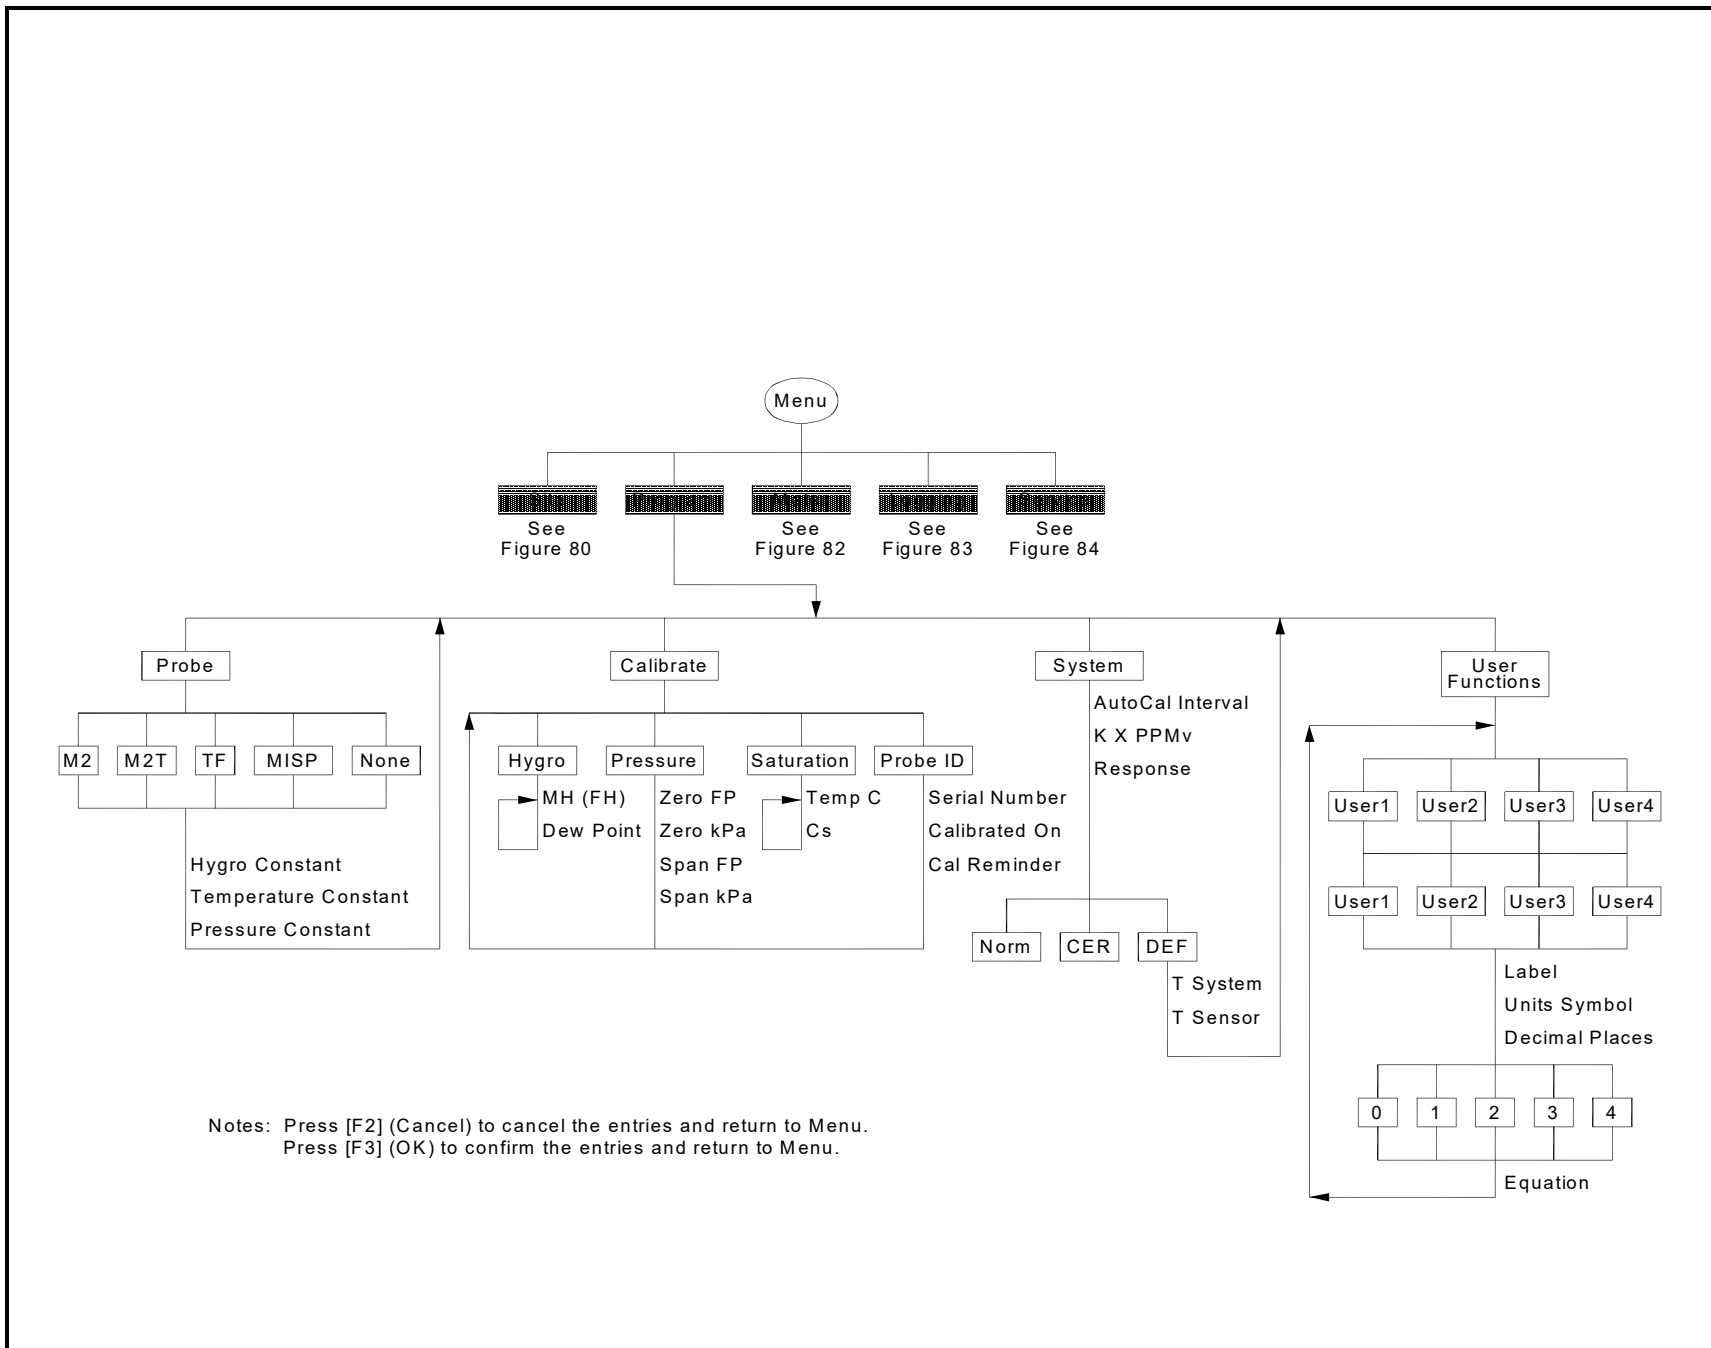 Menu
See
Figure 80
See
Figure 82
See
Figure 83
See
Figure 84
Probe
Calibrate
System
User
Functions
M2
M2T
TF
MISP
None
Hygro Constant
Temperature Constant
Pressure Constant
Hygro
Pressure
Saturation
Probe ID
MH (FH)
Dew Point
Zero FP
Zero kPa
Span FP
Span kPa
Temp C
Cs
Serial Number
Calibrated On
Cal Reminder
AutoCal Interval
K X PPMv
Response
Norm
CER
DEF
T System
T Sensor
User1
User2
User3
User4
User1
User2
User3
User4
Label
Units Symbol
Decimal Places
0
1
2
3
4
Equation
Notes: Press [F2] (Cancel) to cancel the entries and return to Menu.
Press [F3] (OK) to confirm the entries and return to Menu.